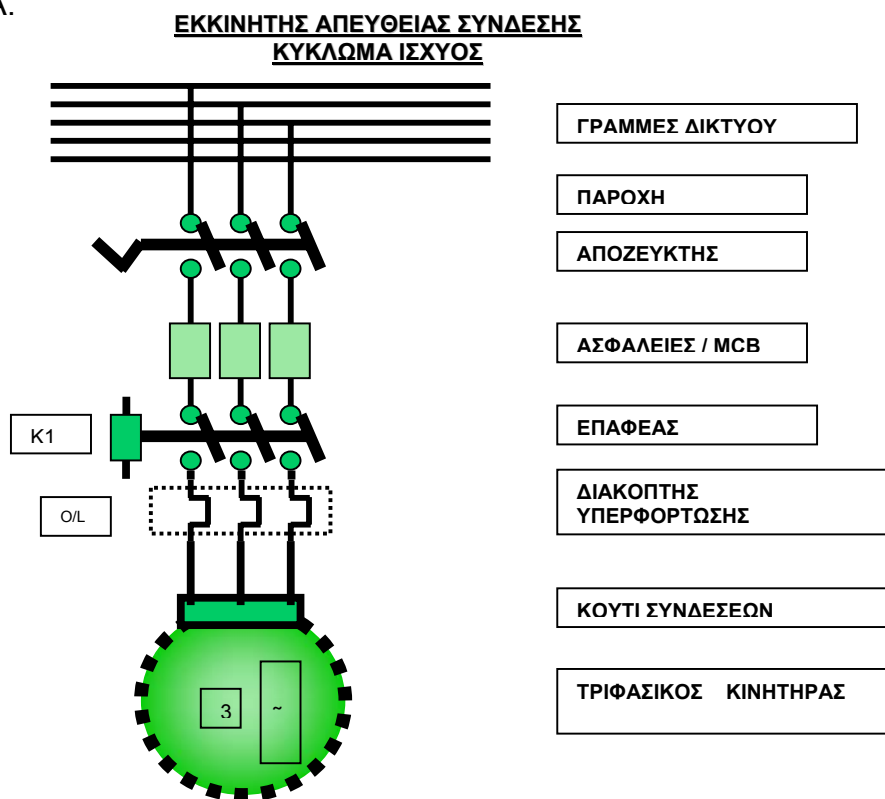 Α.
ΕΚΚΙΝΗΤΗΣ ΑΠΕΥΘΕΙΑΣ ΣΥΝΔΕΣΗΣ
ΚΥΚΛΩΜΑ ΙΣΧΥΟΣ
ΓΡΑΜΜΕΣ ΔΙΚΤΥΟΥ
ΠΑΡΟΧΗ
ΑΠΟΖΕΥΚΤΗΣ
ΑΣΦΑΛΕΙΕΣ / MCB
K1
ΕΠΑΦΕΑΣ
O/L
ΔΙΑΚΟΠΤΗΣ
ΥΠΕΡΦΟΡΤΩΣΗΣ
ΚΟΥΤΙ ΣΥΝΔΕΣΕΩΝ
ΤΡΙΦΑΣΙΚΟΣ ΚΙΝΗΤΗΡΑΣ
3 ~